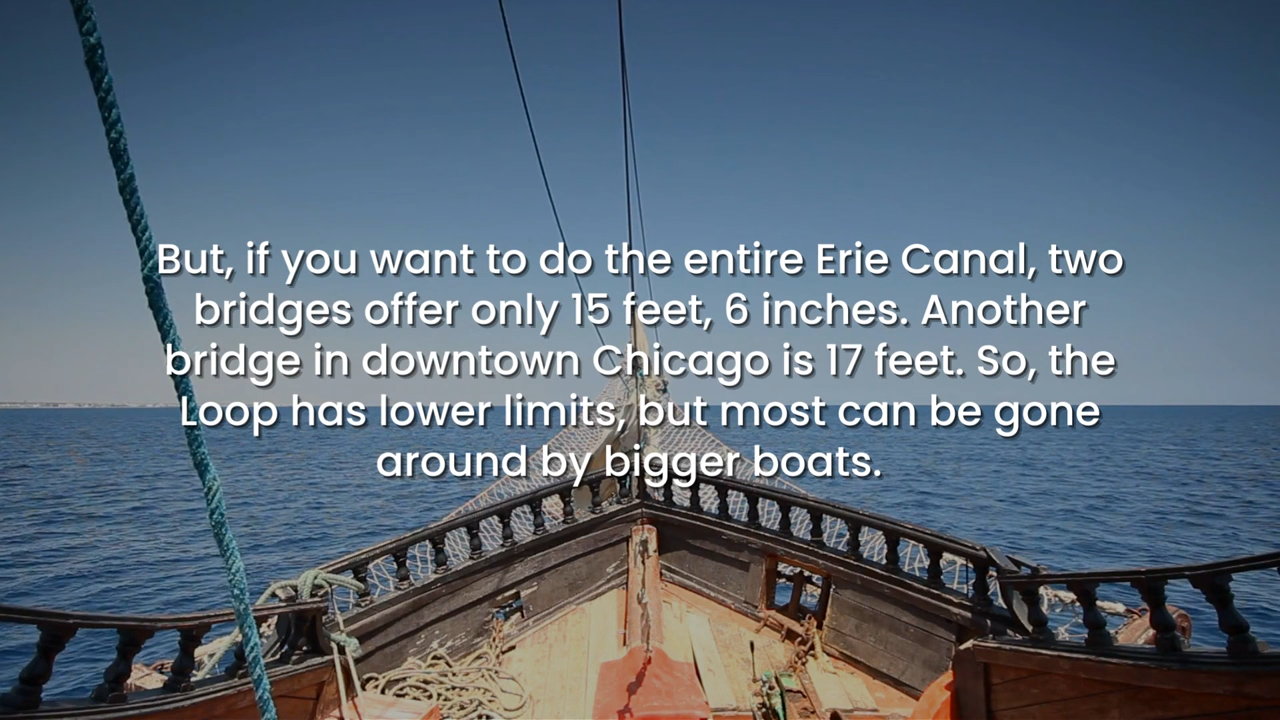 But, if you want to do the entire Erie Canal, two
bridges offer only 15 feet, 6 inches. Another
bridge in downtown Chicago is 17 feet. So, the
Loop has lower limits, but most can be gone
around by bigger boats.